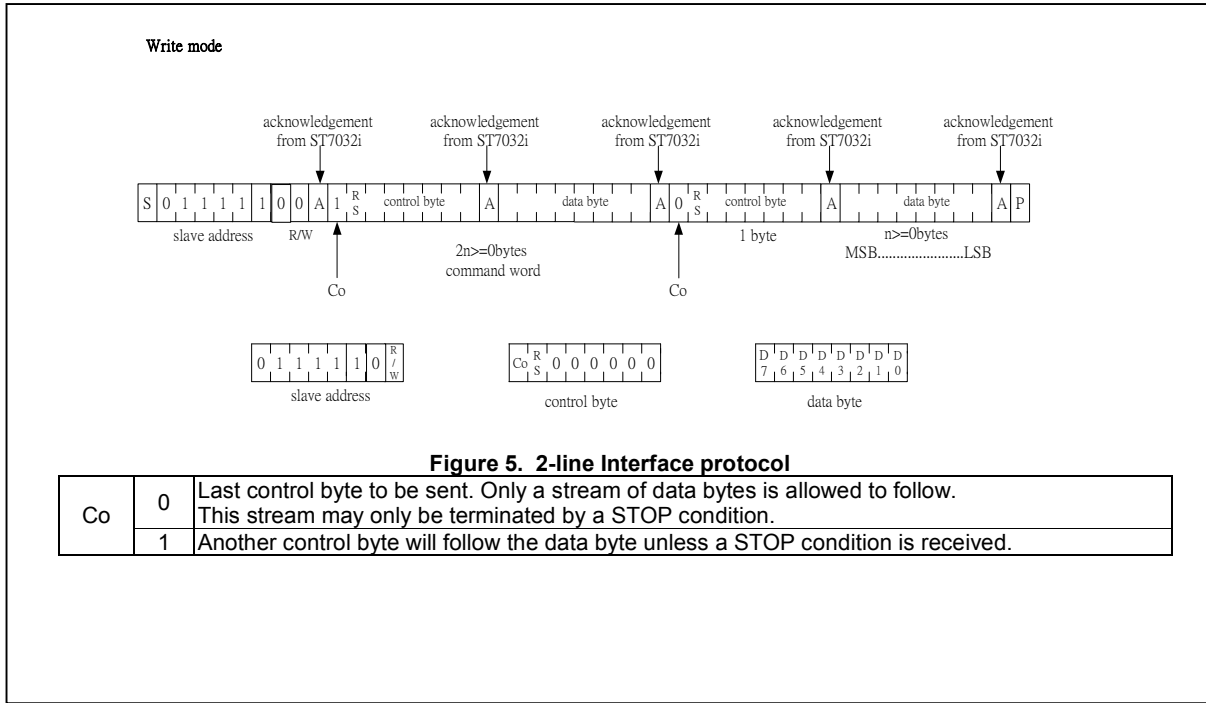 Write mode
acknowledgement from ST7032i
acknowledgement from ST7032i
acknowledgement from ST7032i
acknowledgement from ST7032i
acknowledgement from ST7032i
S 0 1 1 1 1 1 0 0 A 1 RS control byte A data byte A 0 RS control byte A data byte A P
slave address R/W 2n>=0bytes command word 1 byte n>=0bytes
MSB.......................LSB
Co Co
0 1 1 1 1 1 0 R/W
slave address
Co RS 0 0 0 0 0 0
control byte
D7 D6 D5 D4 D3 D2 D1 D0
data byte
Figure 5. 2-line Interface protocol
Co 0 Last control byte to be sent. Only a stream of data bytes is allowed to follow.
This stream may only be terminated by a STOP condition.
1 Another control byte will follow the data byte unless a STOP condition is received.